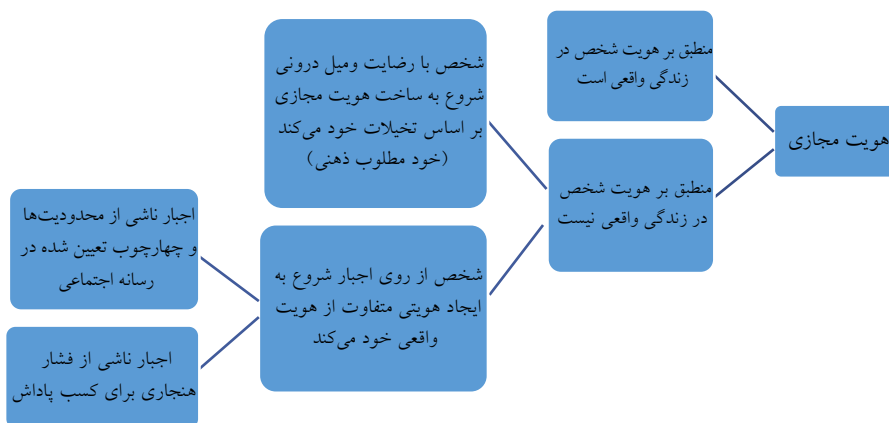 هویت مجازی
منطبق بر هویت شخص در
زندگی واقعی است
منطبق بر هویت شخص
در زندگی واقعی نیست
شخص با رضایت ومیل درونی
شروع به ساخت هویت مجازی
بر اساس تخیلات خود می‌کند
(خود مطلوب ذهنی)
شخص از روی اجبار شروع به
ایجاد هویتی متفاوت از هویت
واقعی خود می‌کند
اجبار ناشی از محدودیت‌ها
و چهارچوب تعیین شده در
رسانه اجتماعی
اجبار ناشی از فشار
هنجاری برای کسب پاداش